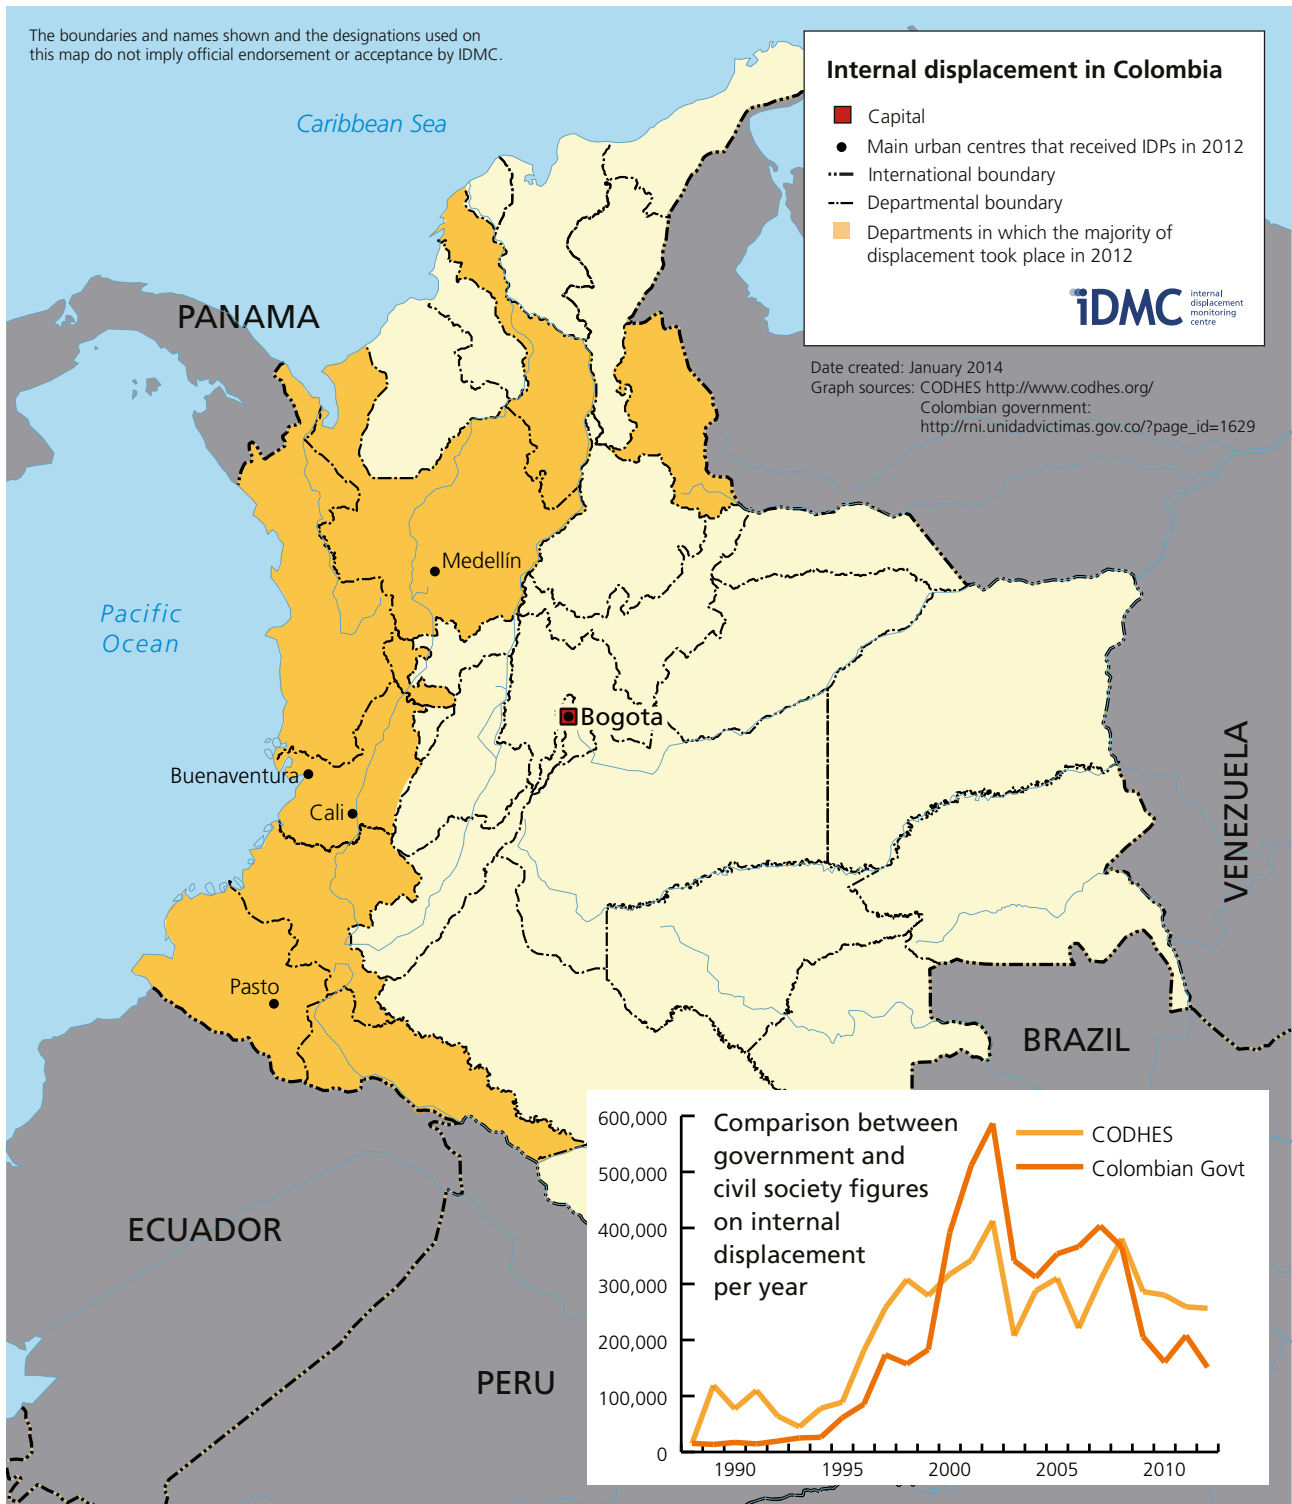 The boundaries and names shown and the designations used on
this map do not imply official endorsement or acceptance by IDMC.
Internal displacement in Colombia
Capital
Main urban centres that received IDPs in 2012
International boundary
Departmental boundary
Departments in which the majority of
displacement took place in 2012
iDMC
internal
displacement
monitoring
centre
Date created: January 2014
Graph sources: CODHES http://www.codhes.org/
Colombian government:
http://rni.unidadvictimas.gov.co/?page_id=1629
Caribbean Sea
PANAMA
Medellín
Pacific
Ocean
Bogota
Buenaventura
Cali
VENEZUELA
Pasto
BRAZIL
ECUADOR
PERU
Comparison between
government and
civil society figures
on internal
displacement
per year
CODHES
Colombian Govt
600,000
500,000
400,000
300,000
200,000
100,000
0
1990 1995 2000 2005 2010